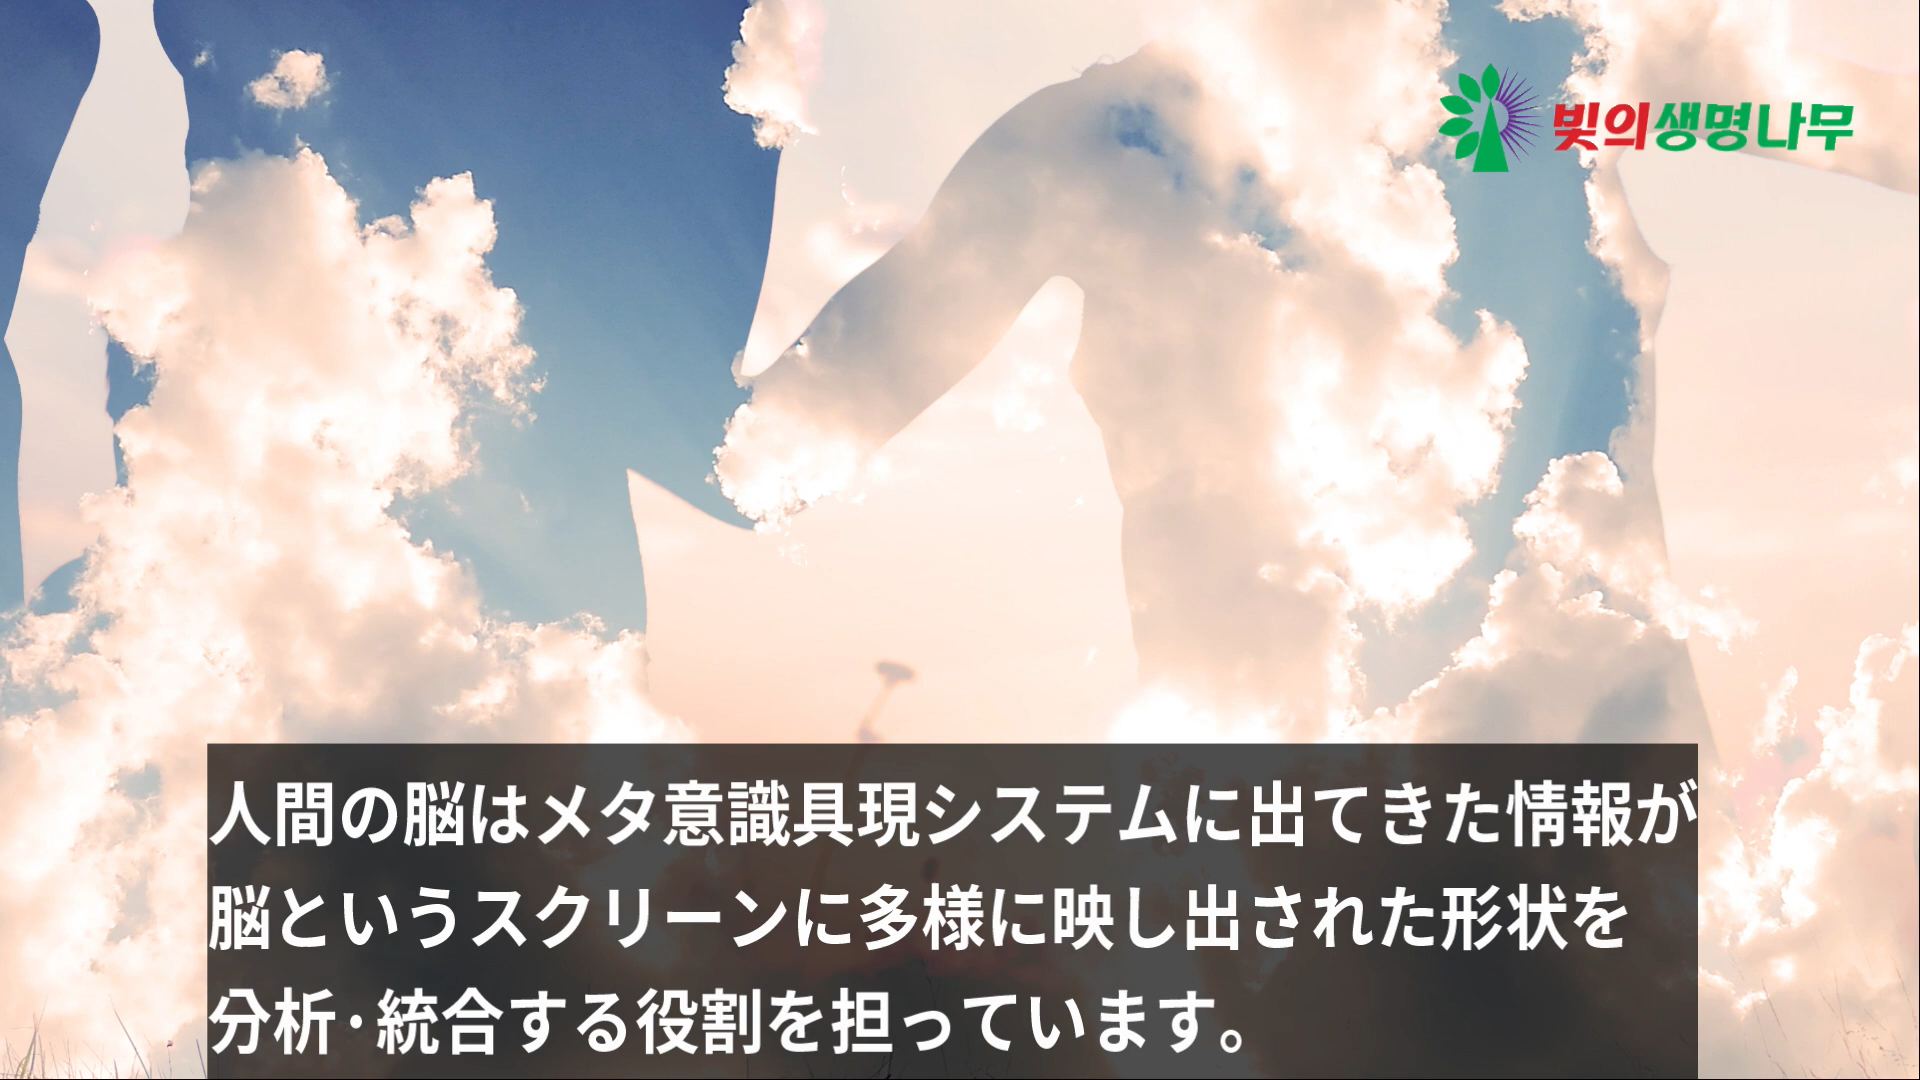 빛의생명나무
人間の脳はメタ意識具現システムに出てきた情報が
脳というスクリーンに多様に映し出された形状を
分析·統合する役割を担っています。